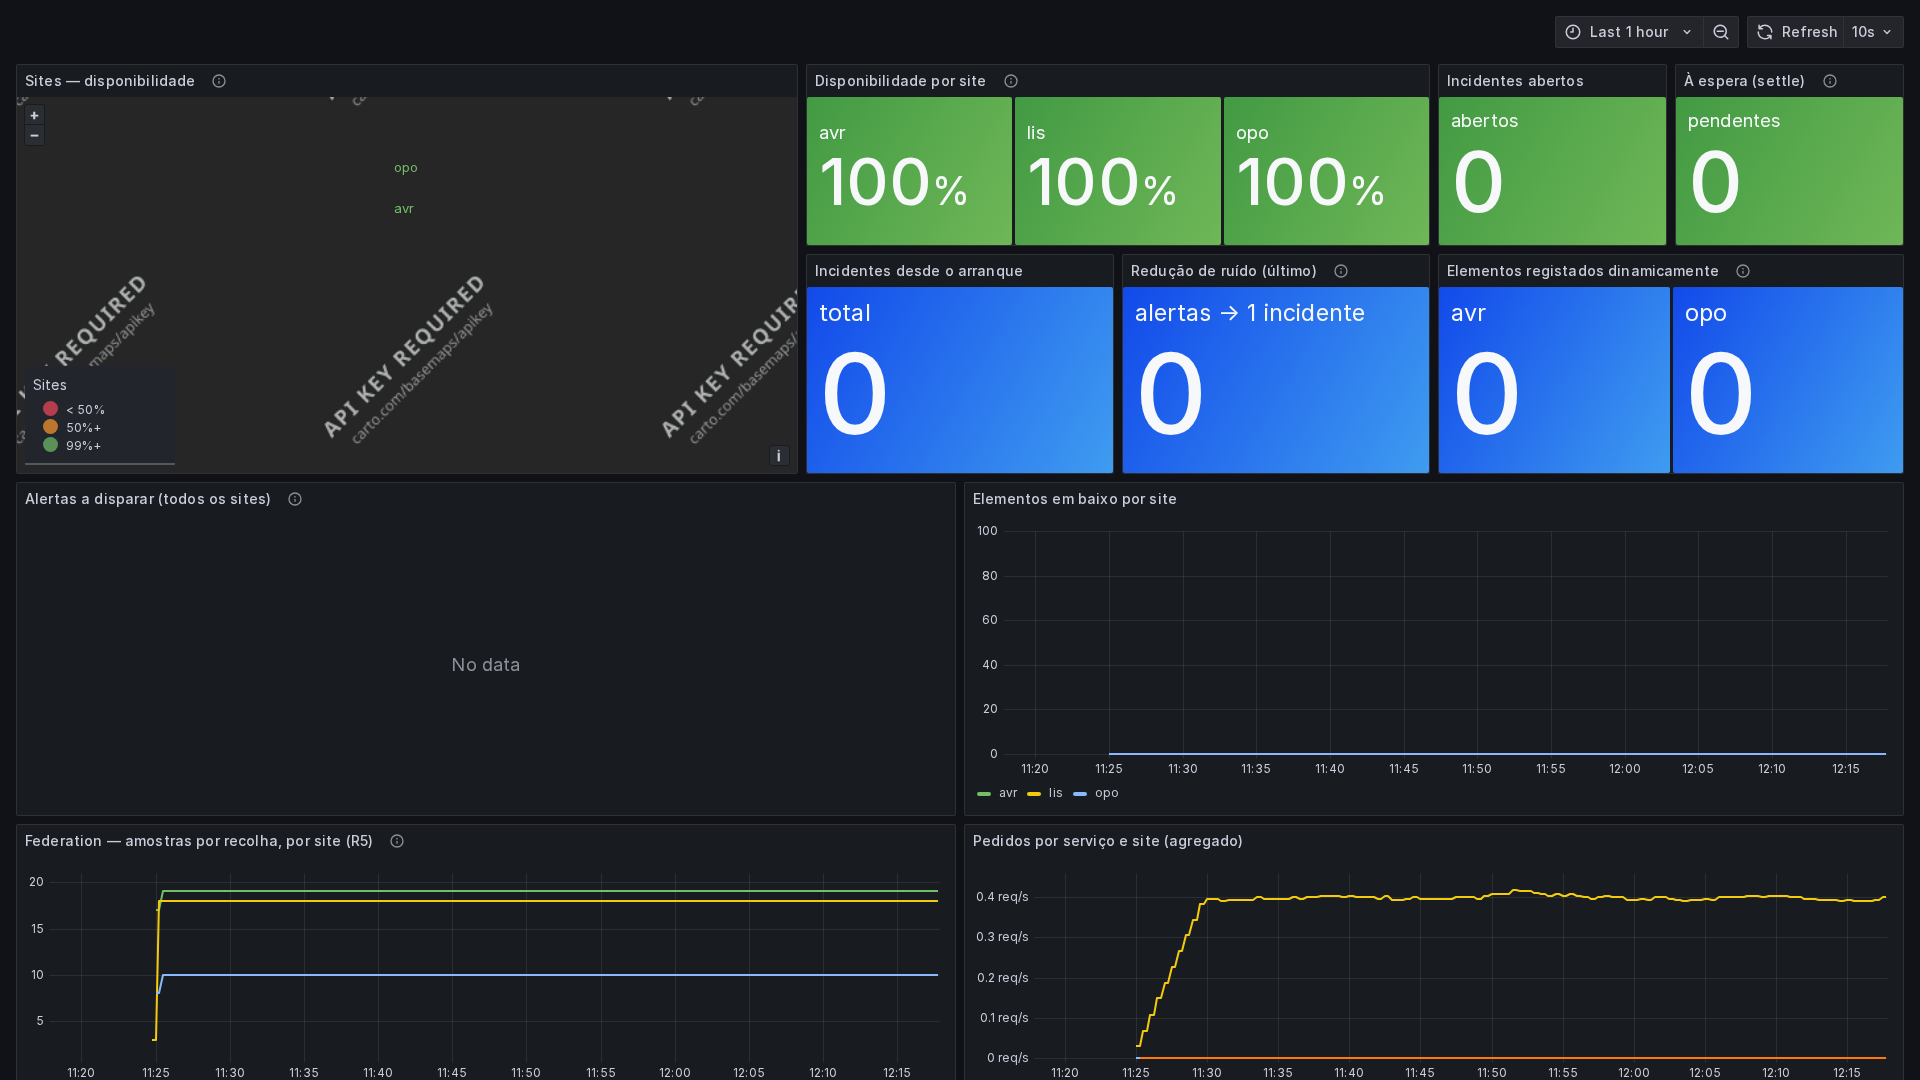 Last 1 hour
Refresh
10s
Sites — disponibilidade
+
−
opo
avr
API KEY REQUIRED
carto.com/basemaps/apikey
API KEY REQUIRED
carto.com/basemaps/apikey
Sites
< 50%
50%+
99%+
i
Disponibilidade por site
avr
100%
lis
100%
opo
100%
Incidentes abertos
abertos
0
À espera (settle)
pendentes
0
Incidentes desde o arranque
total
0
Redução de ruído (último)
alertas → 1 incidente
0
Elementos registados dinamicamente
avr
0
opo
0
Alertas a disparar (todos os sites)
No data
Elementos em baixo por site
100
80
60
40
20
0
11:20 11:25 11:30 11:35 11:40 11:45 11:50 11:55 12:00 12:05 12:10 12:15
avr lis opo
Federation — amostras por recolha, por site (R5)
20
15
10
5
11:20 11:25 11:30 11:35 11:40 11:45 11:50 11:55 12:00 12:05 12:10 12:15
Pedidos por serviço e site (agregado)
0.4 req/s
0.3 req/s
0.2 req/s
0.1 req/s
0 req/s
11:20 11:25 11:30 11:35 11:40 11:45 11:50 11:55 12:00 12:05 12:10 12:15